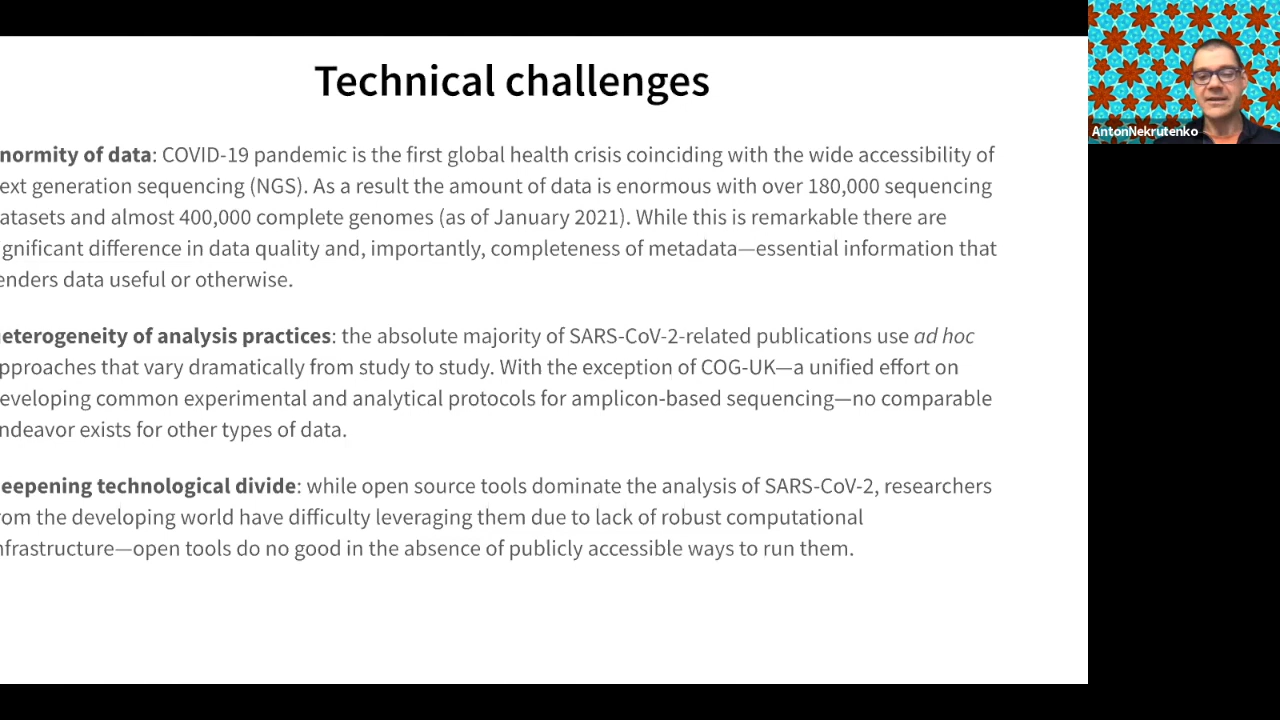 Technical challenges
normity of data: COVID-19 pandemic is the first global health crisis coinciding with the wide accessibility of
ext generation sequencing (NGS). As a result the amount of data is enormous with over 180,000 sequencing
atasets and almost 400,000 complete genomes (as of January 2021). While this is remarkable there are
gnificant difference in data quality and, importantly, completeness of metadata—essential information that
enders data useful or otherwise.
eterogeneity of analysis practices: the absolute majority of SARS-CoV-2-related publications use ad hoc
pproaches that vary dramatically from study to study. With the exception of COG-UK—a unified effort on
eveloping common experimental and analytical protocols for amplicon-based sequencing—no comparable
ndeavor exists for other types of data.
eepening technological divide: while open source tools dominate the analysis of SARS-CoV-2, researchers
rom the developing world have difficulty leveraging them due to lack of robust computational
nfrastructure—open tools do no good in the absence of publicly accessible ways to run them.
AntonNekrutenko